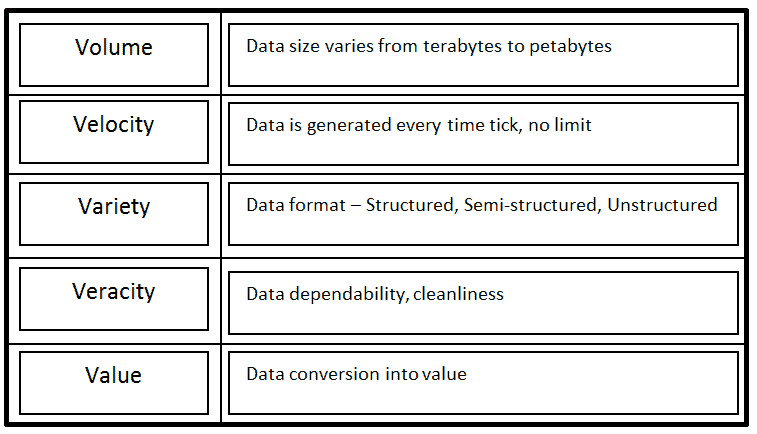 Volume
Data size varies from terabytes to petabytes
Velocity
Data is generated every time tick, no limit
Variety
Data format – Structured, Semi-structured, Unstructured
Veracity
Data dependability, cleanliness
Value
Data conversion into value